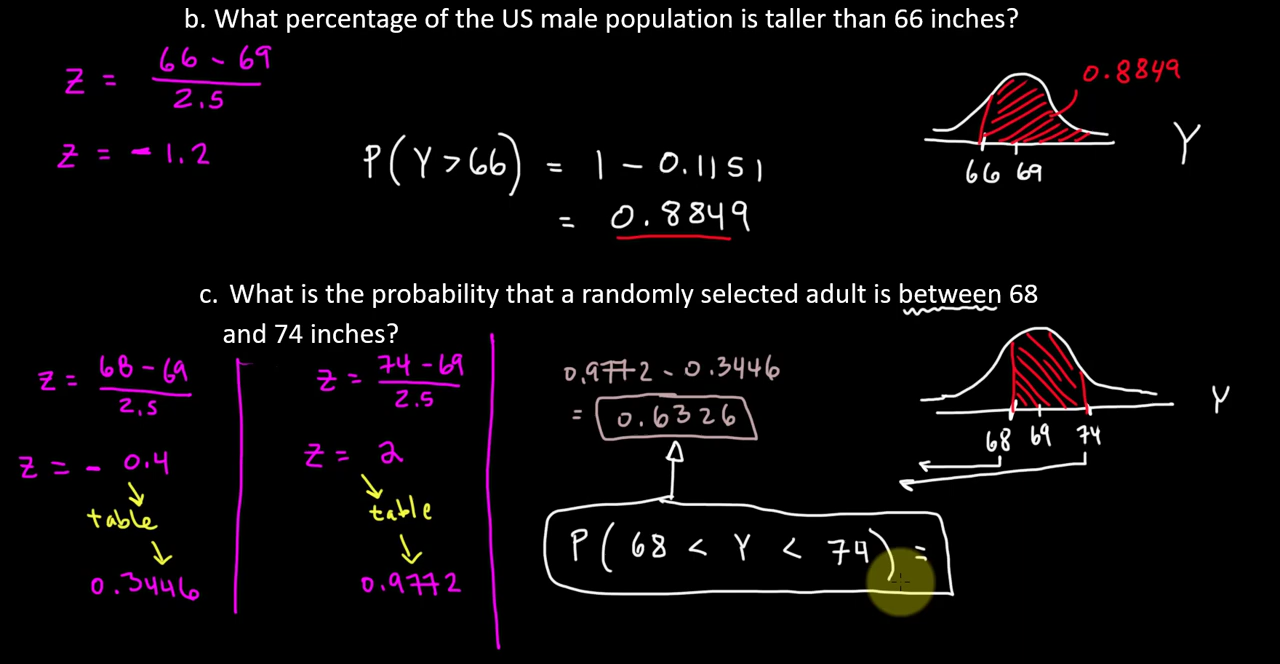 b. What percentage of the US male population is taller than 66 inches?
Z = 66 - 69 / 2.5
Z = - 1.2
P(Y > 66) = 1 - 0.1151
= 0.8849
0.8849
66 69
Y
c. What is the probability that a randomly selected adult is between 68
and 74 inches?
Z = 68 - 69 / 2.5
Z = - 0.4
table
0.3446
Z = 74 - 69 / 2.5
Z = 2
table
0.9772
0.9772 - 0.3446
= 0.6326
P( 68 < Y < 74) =
68 69 74
Y